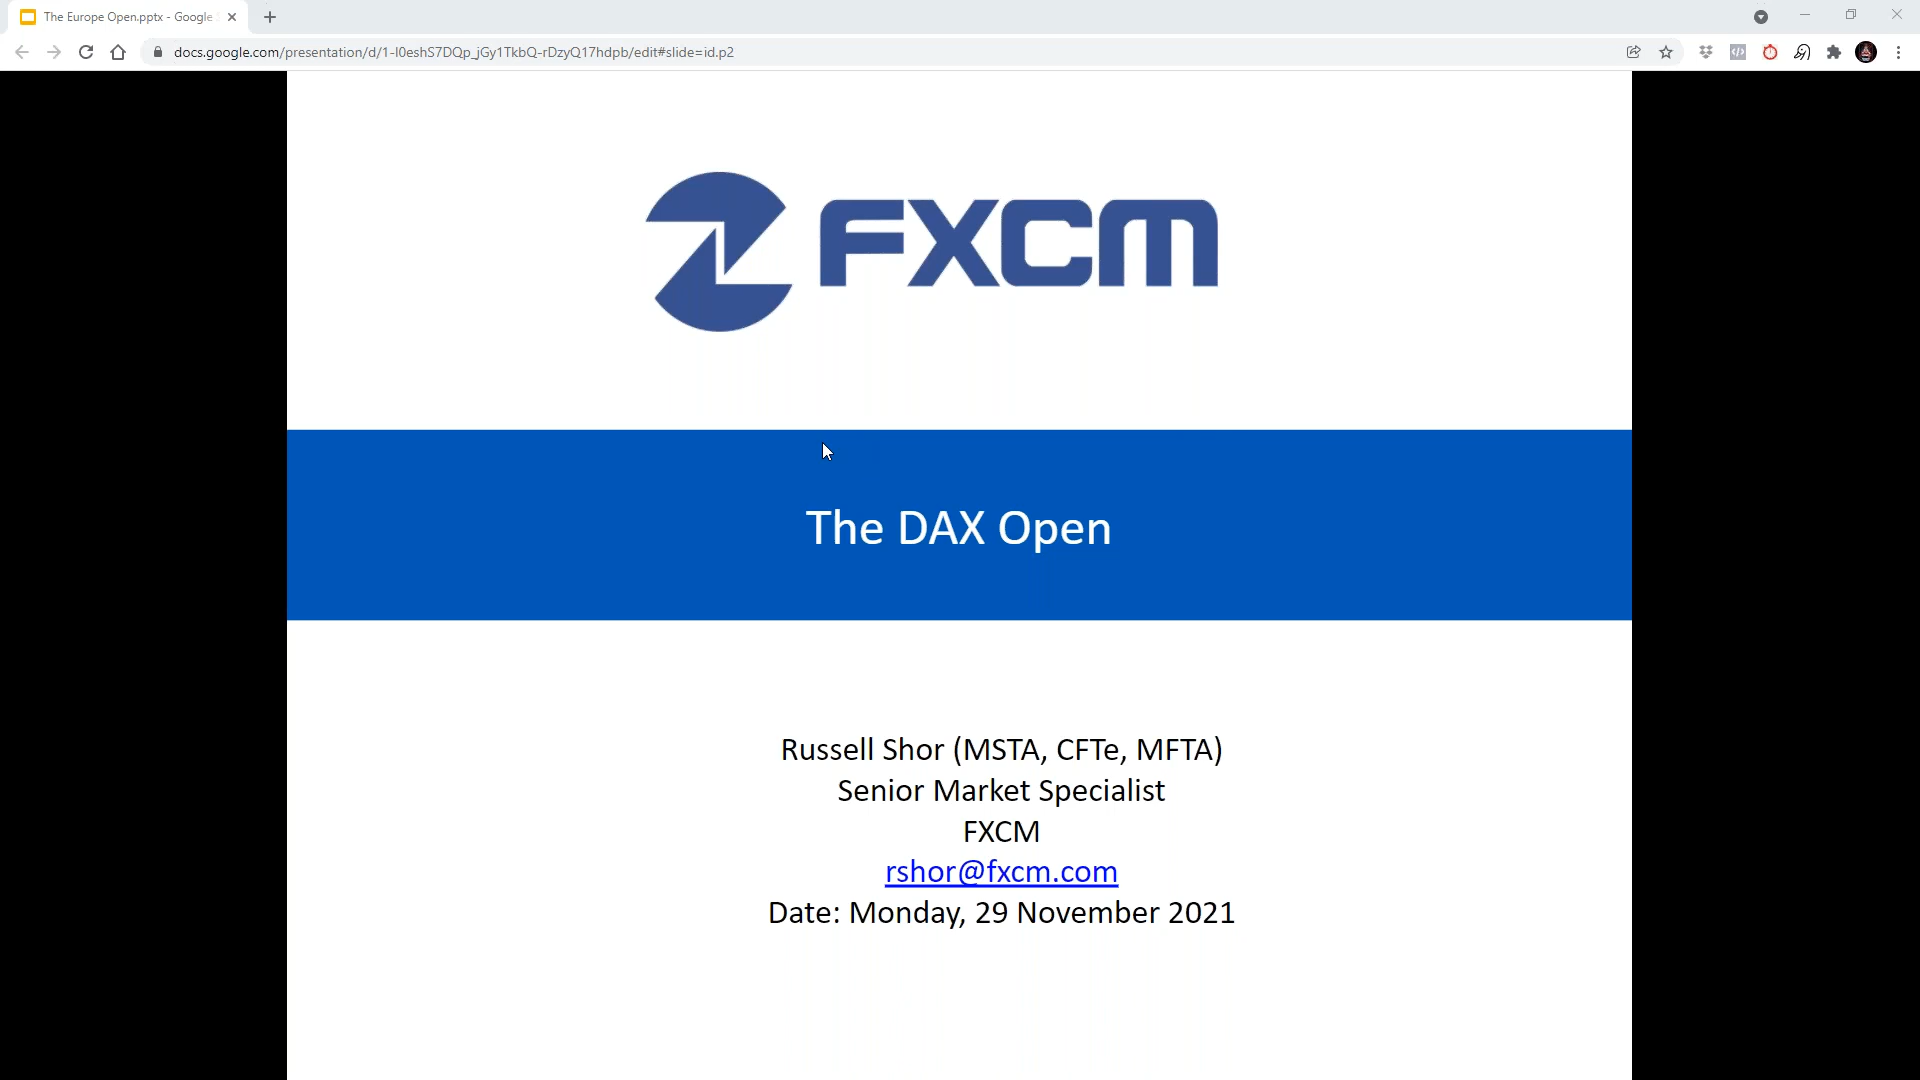 The Europe Open.pptx - Google
docs.google.com/presentation/d/1-l0eshS7DQp_jGy1TkbQ-rDzyQ17hdpb/edit#slide=id.p2
FXCM
The DAX Open
Russell Shor (MSTA, CFTe, MFTA)
Senior Market Specialist
FXCM
rshor@fxcm.com
Date: Monday, 29 November 2021